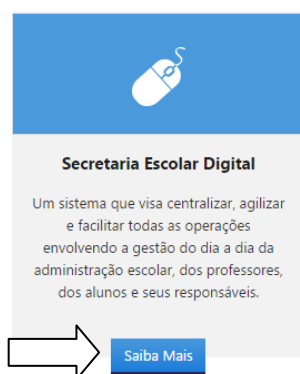 Secretaria Escolar Digital
Um sistema que visa centralizar, agilizar
e facilitar todas as operações
envolvendo a gestão do dia a dia da
administração escolar, dos professores,
dos alunos e seus responsáveis.
Saiba Mais